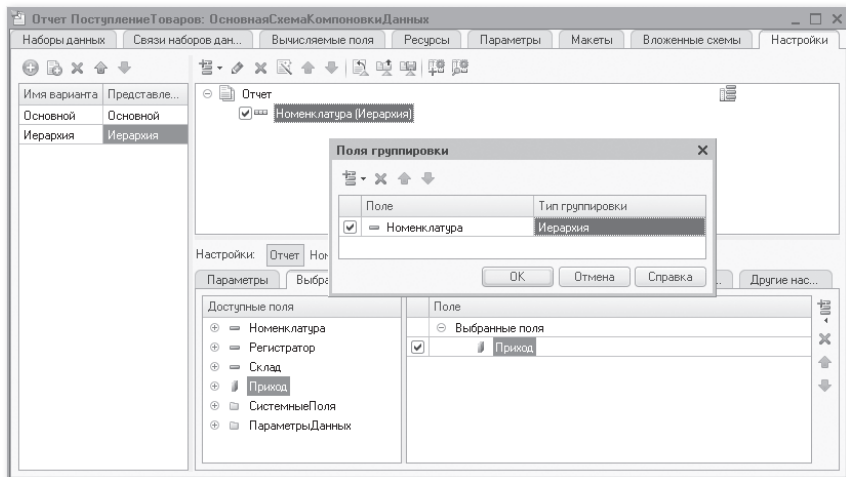 Отчет ПоступлениеТоваров: ОсновнаяСхемаКомпоновкиДанных
Наборы данных Связи наборов дан... Вычисляемые поля Ресурсы Параметры Макеты Вложенные схемы Настройки
Имя варианта Представле...
Основной Основной
Иерархия Иерархия
Отчет
Номенклатура (Иерархия)
Поля группировки
Поле Тип группировки
Номенклатура Иерархия
OK Отмена Справка
Настройки: Отчет Ном
Параметры Выбра .. Другие нас...
Доступные поля
Номенклатура
Регистратор
Склад
Приход
СистемныеПоля
ПараметрыДанных
Поле
Выбранные поля
Приход